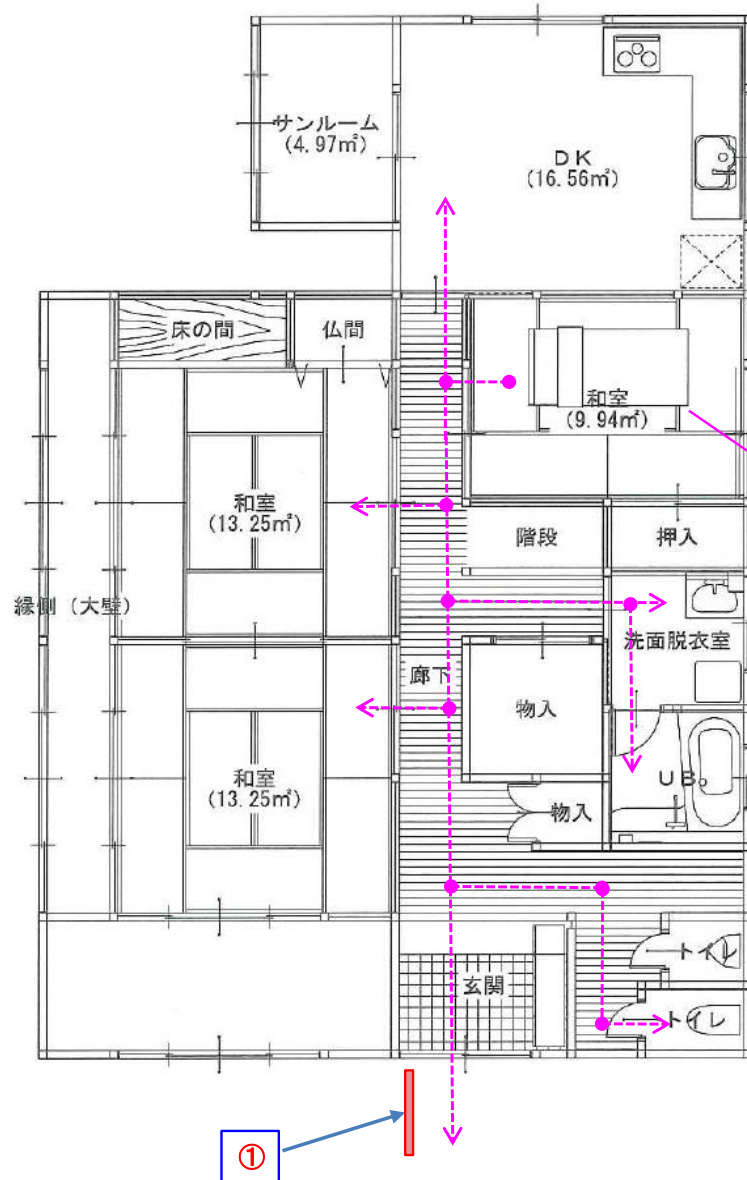 サンルーム
(4.97㎡)
DK
(16.56㎡)
床の間
仏間
和室
(9.94㎡)
和室
(13.25㎡)
階段
押入
縁側（大壁）
洗面脱衣室
廊下
物入
和室
(13.25㎡)
UB
物入
トイレ
玄関
トイレ
①